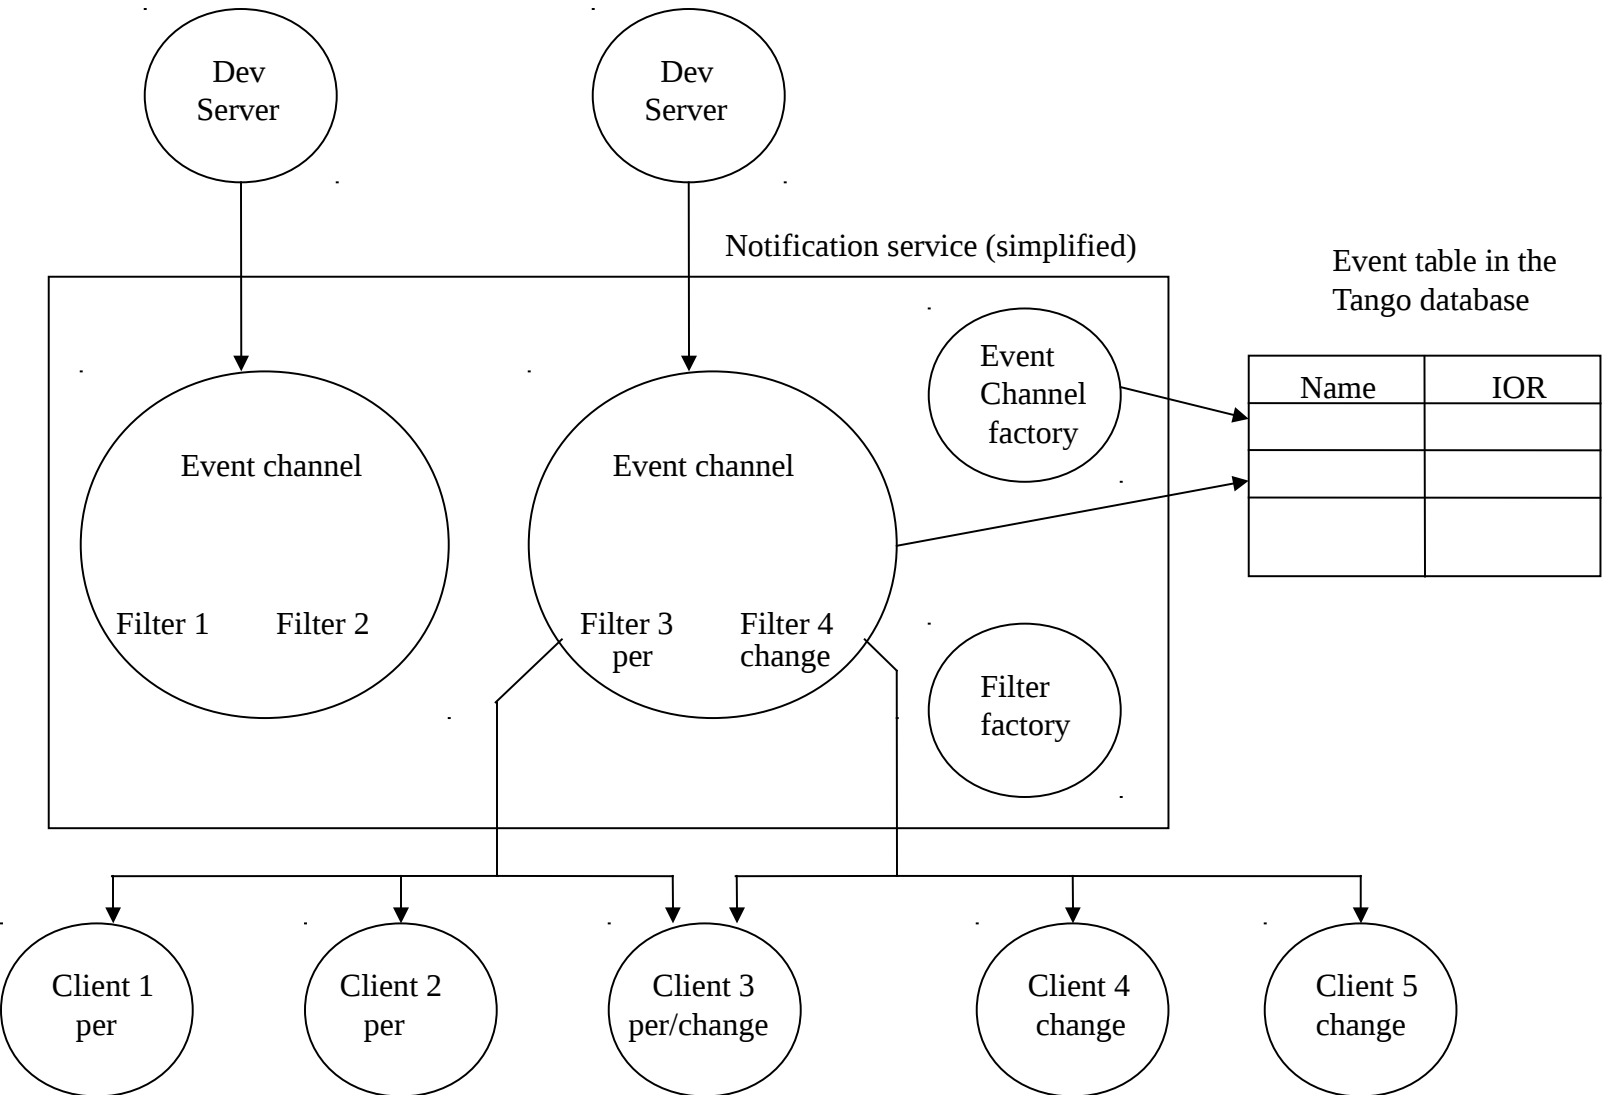 Dev
Server
Dev
Server
Notification service (simplified)
Event table in the
Tango database
Event
Channel
factory
Name
IOR
Event channel
Event channel
Filter 1
Filter 2
Filter 3
per
Filter 4
change
Filter
factory
Client 1
per
Client 2
per
Client 3
per/change
Client 4
change
Client 5
change